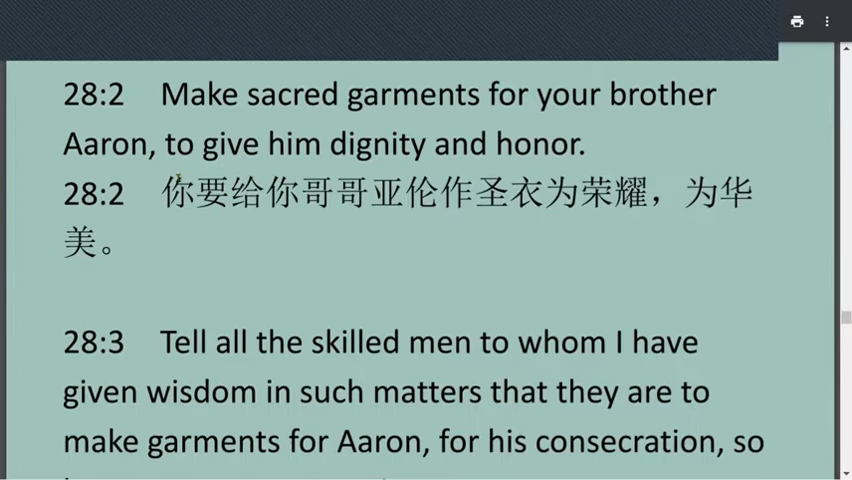 28:2 Make sacred garments for your brother
Aaron, to give him dignity and honor.
28:2 你要给你哥哥亚伦作圣衣为荣耀，为华
美。
28:3 Tell all the skilled men to whom I have
given wisdom in such matters that they are to
make garments for Aaron, for his consecration, so